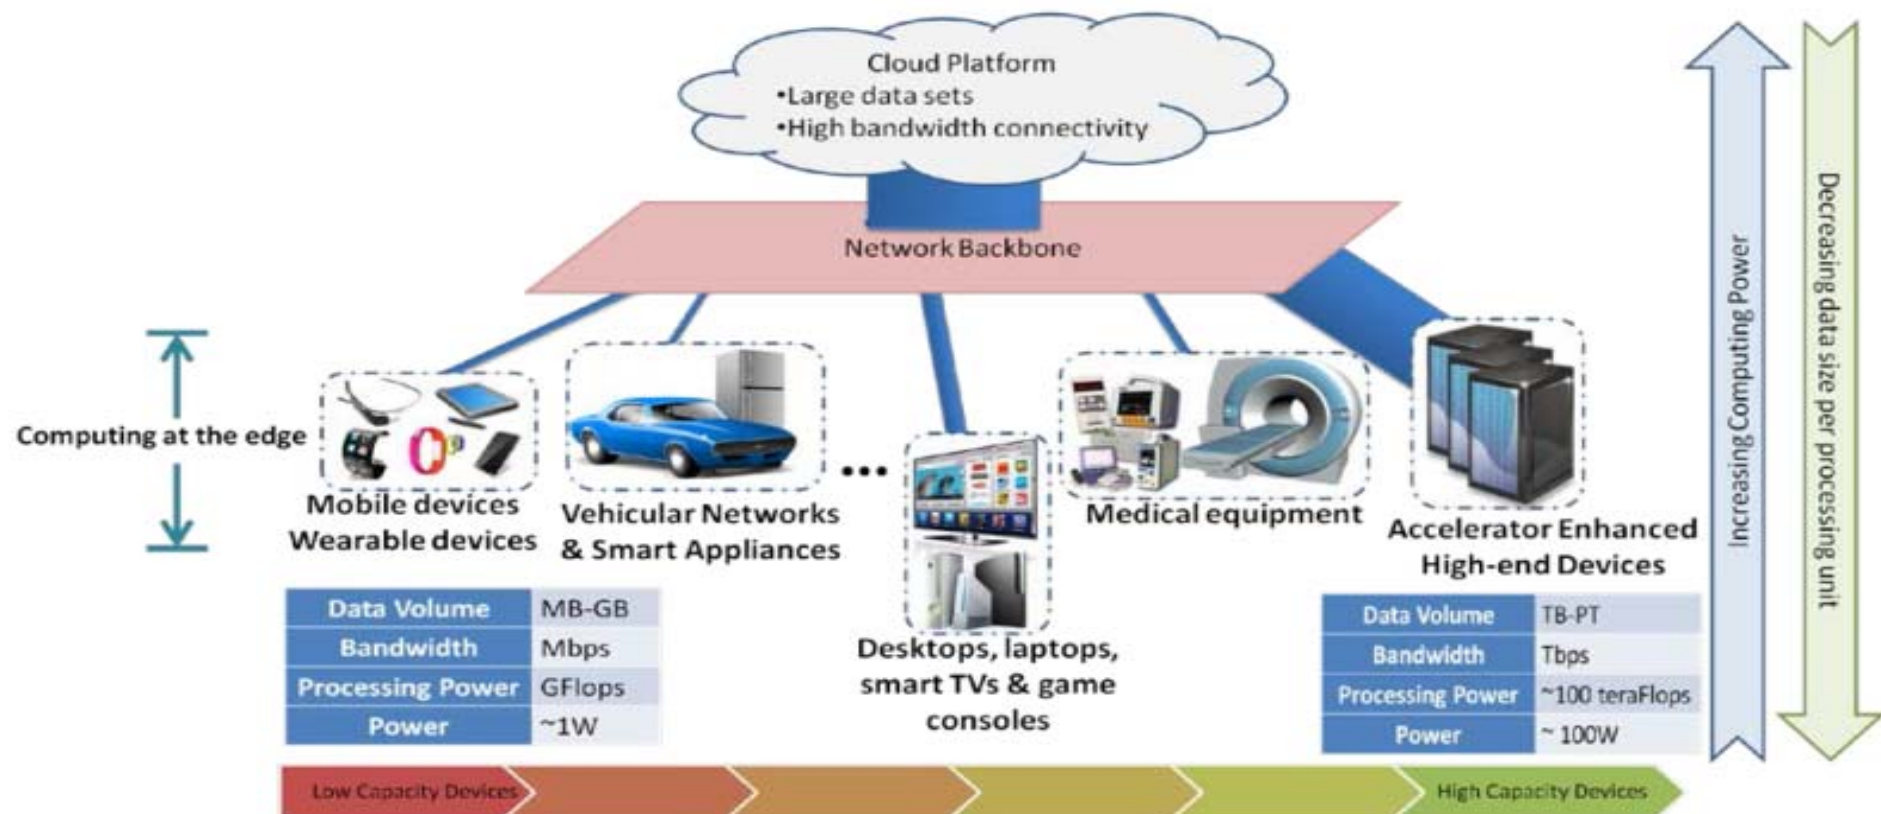 Cloud Platform
•Large data sets
•High bandwidth connectivity
Network Backbone
Computing at the edge
Mobile devices
Wearable devices
Vehicular Networks
& Smart Appliances
...
Desktops, laptops,
smart TVs & game
consoles
Medical equipment
Accelerator Enhanced
High-end Devices
Data Volume MB-GB
Bandwidth Mbps
Processing Power GFlops
Power ~1W
Data Volume TB-PT
Bandwidth Tbps
Processing Power ~100 teraFlops
Power ~ 100W
Low Capacity Devices
High Capacity Devices
Increasing Computing Power
Decreasing data size per processing unit